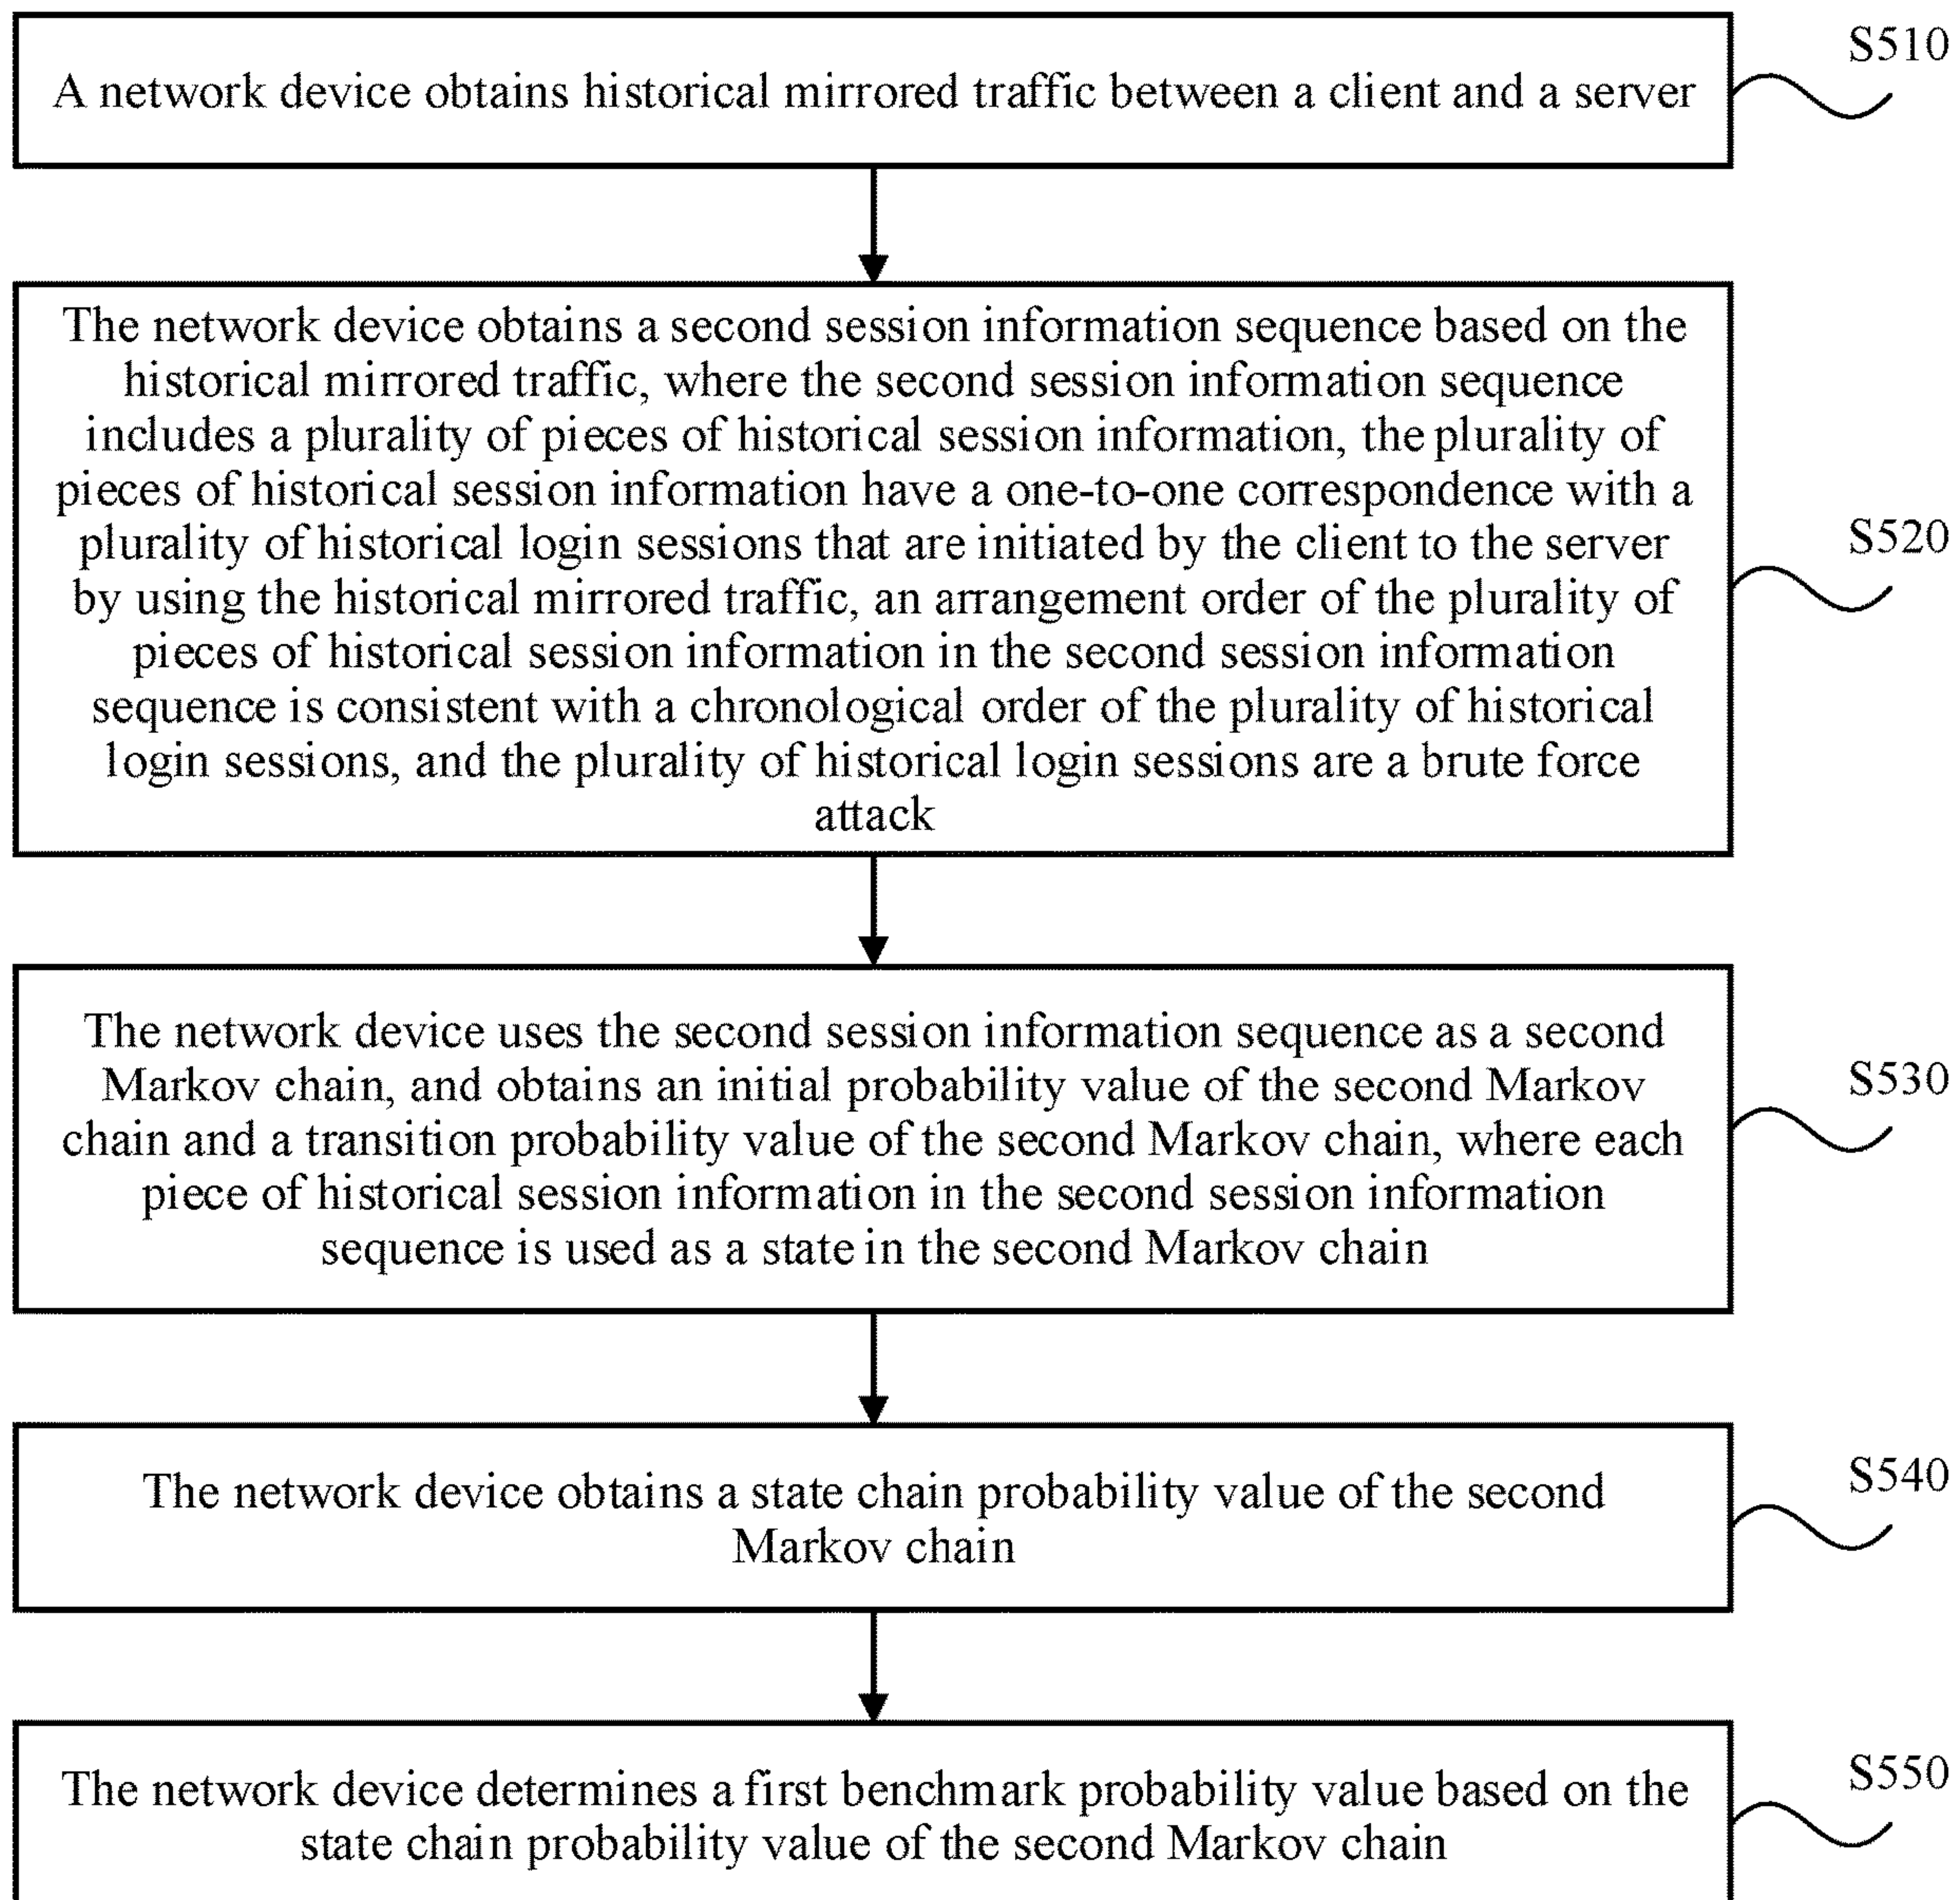 S510
A network device obtains historical mirrored traffic between a client and a server
The network device obtains a second session information sequence based on the
historical mirrored traffic, where the second session information sequence
includes a plurality of pieces of historical session information, the plurality of
pieces of historical session information have a one-to-one correspondence with a
plurality of historical login sessions that are initiated by the client to the server
by using the historical mirrored traffic, an arrangement order of the plurality of
pieces of historical session information in the second session information
sequence is consistent with a chronological order of the plurality of historical
login sessions, and the plurality of historical login sessions are a brute force
attack
S520
The network device uses the second session information sequence as a second
Markov chain, and obtains an initial probability value of the second Markov
chain and a transition probability value of the second Markov chain, where each
piece of historical session information in the second session information
sequence is used as a state in the second Markov chain
S530
The network device obtains a state chain probability value of the second
Markov chain
S540
The network device determines a first benchmark probability value based on the
state chain probability value of the second Markov chain
S550